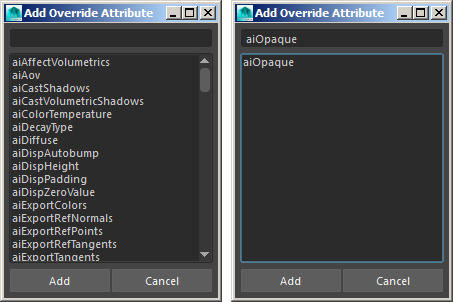 Add Override Attribute
aiAffectVolumetrics
aiAov
aiCastShadows
aiCastVolumetricShadows
aiColorTemperature
aiDecayType
aiDiffuse
aiDispAutobump
aiDispHeight
aiDispPadding
aiDispZeroValue
aiExportColors
aiExportRefNormals
aiExportRefPoints
aiExportRefTangents
aiExportTangents
Add
Cancel
Add Override Attribute
aiOpaque
aiOpaque
Add
Cancel